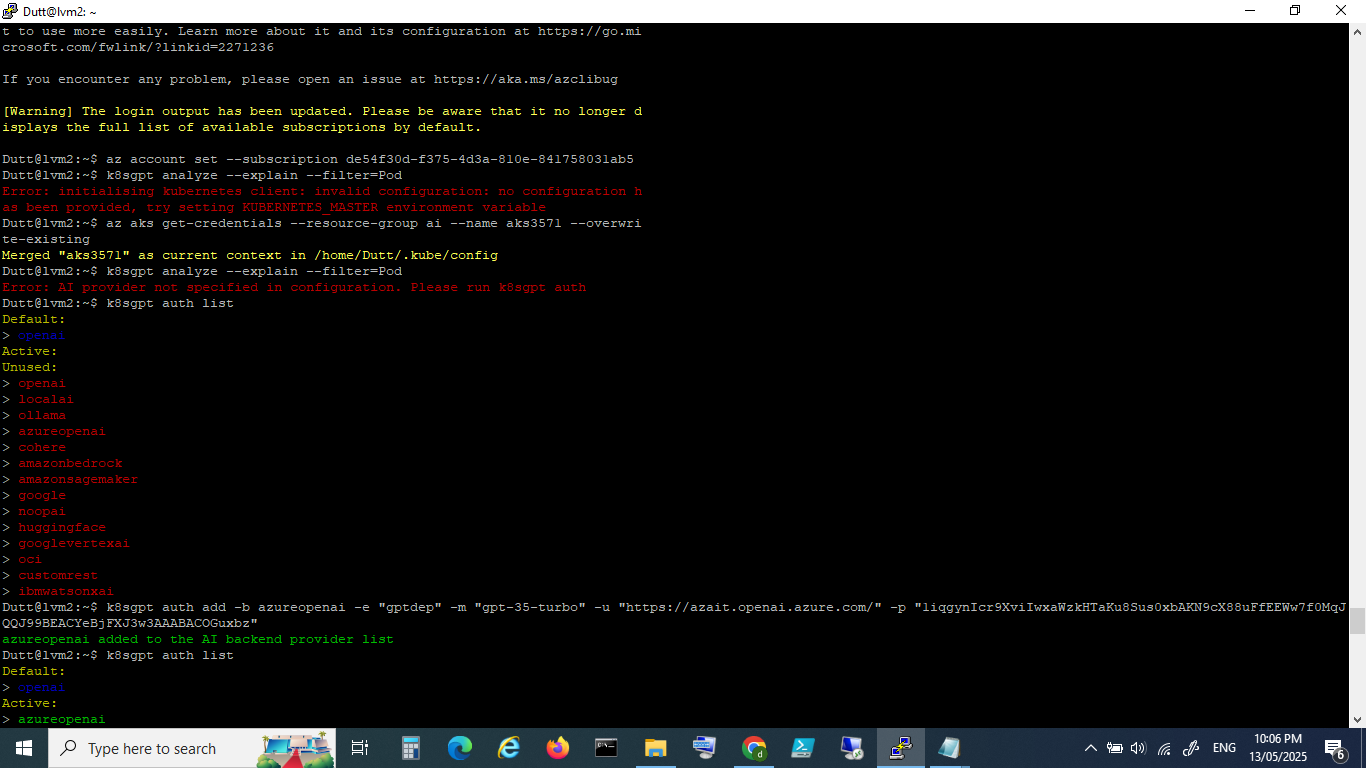 Dutt@lvm2: ~
t to use more easily. Learn more about it and its configuration at https://go.mi
crosoft.com/fwlink/?linkid=2271236
If you encounter any problem, please open an issue at https://aka.ms/azclibug
[Warning] The login output has been updated. Please be aware that it no longer d
isplays the full list of available subscriptions by default.
Dutt@lvm2:~$ az account set --subscription de54f30d-f375-4d3a-810e-841758031ab5
Dutt@lvm2:~$ k8sgpt analyze --explain --filter=Pod
Error: initialising kubernetes client: invalid configuration: no configuration h
as been provided, try setting KUBERNETES_MASTER environment variable
Dutt@lvm2:~$ az aks get-credentials --resource-group ai --name aks3571 --overwri
te-existing
Merged "aks3571" as current context in /home/Dutt/.kube/config
Dutt@lvm2:~$ k8sgpt analyze --explain --filter=Pod
Error: AI provider not specified in configuration. Please run k8sgpt auth
Dutt@lvm2:~$ k8sgpt auth list
Default:
> openai
Active:
Unused:
> openai
> localai
> ollama
> azureopenai
> cohere
> amazonbedrock
> amazonsagemaker
> google
> noopai
> huggingface
> googlevertexai
> oci
> customrest
> ibmwatsonxai
Dutt@lvm2:~$ k8sgpt auth add -b azureopenai -e "gptdep" -m "gpt-35-turbo" -u "https://azait.openai.azure.com/" -p "liqgynIcr9XviIwxaWzkHTaKu8Sus0xbAKN9cX88uFfEEWw7f0MqJ
QQJ99BEACYeBjFXJ3w3AAABACOGuxbz"
azureopenai added to the AI backend provider list
Dutt@lvm2:~$ k8sgpt auth list
Default:
> openai
Active:
> azureopenai
Type here to search
ENG
10:06 PM
13/05/2025
6